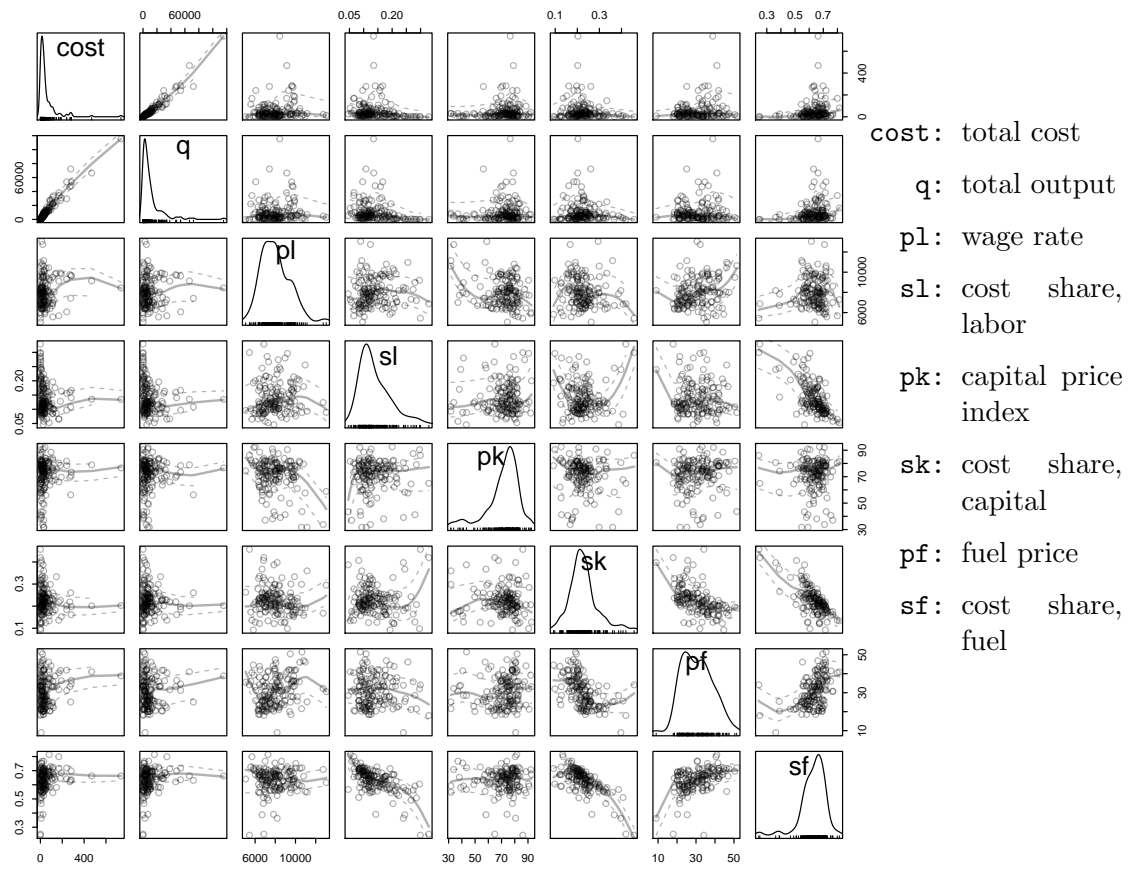 0 60000 0.05 0.20 0.1 0.3 0.3 0.5 0.7
cost
0 400
q
0 60000
pl
6000 10000
sl
0.05 0.20
pk
30 50 70 90
sk
0.1 0.3
pf
10 30 50
sf
0.3 0.5 0.7
0 400 6000 10000 30 50 70 90 10 30 50
cost: total cost
q: total output
pl: wage rate
sl: cost share,
labor
pk: capital price
index
sk: cost share,
capital
pf: fuel price
sf: cost share,
fuel